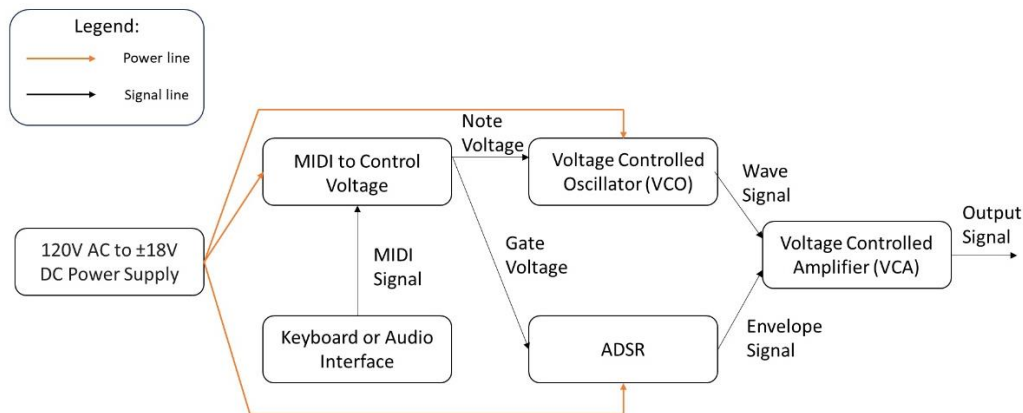 Legend:
Power line
Signal line
120V AC to ±18V
DC Power Supply
MIDI to Control
Voltage
MIDI
Signal
Keyboard or Audio
Interface
Note
Voltage
Gate
Voltage
Voltage Controlled
Oscillator (VCO)
ADSR
Wave
Signal
Envelope
Signal
Voltage Controlled
Amplifier (VCA)
Output
Signal